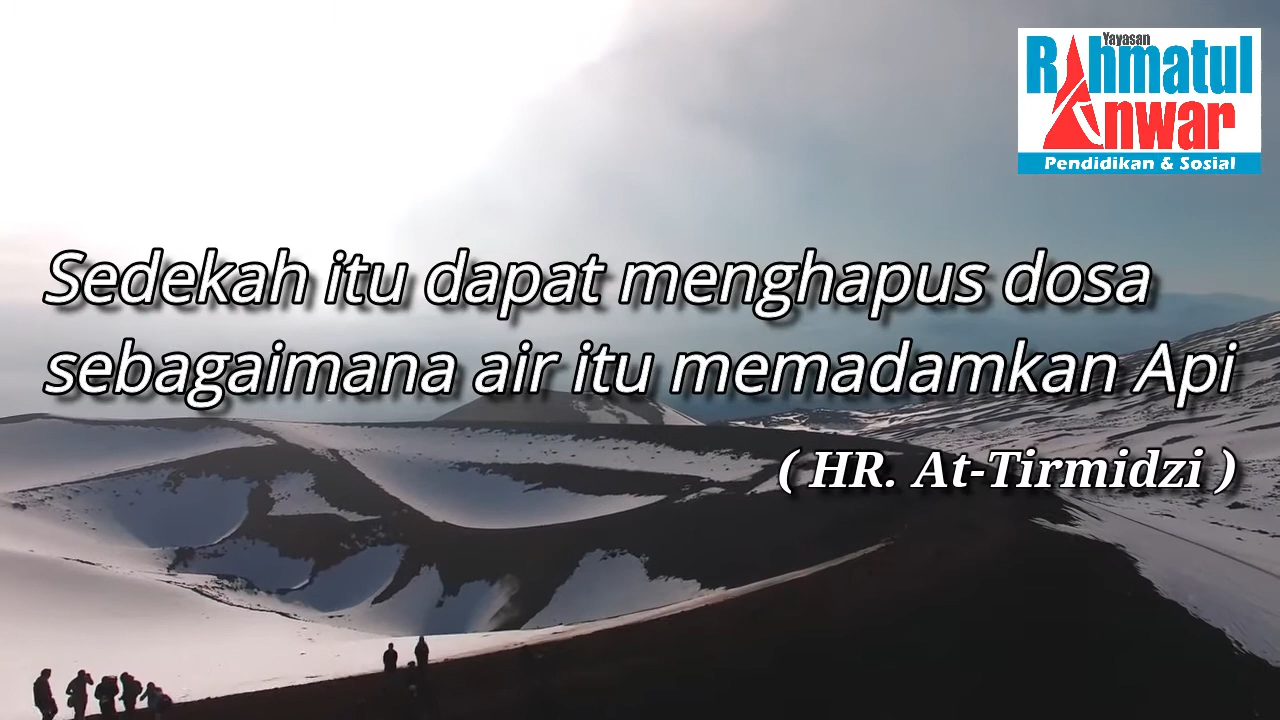 Yayasan
Rahmatul
Anwar
Pendidikan & Sosial
Sedekah itu dapat menghapus dosa
sebagaimana air itu memadamkan Api
( HR. At-Tirmidzi )